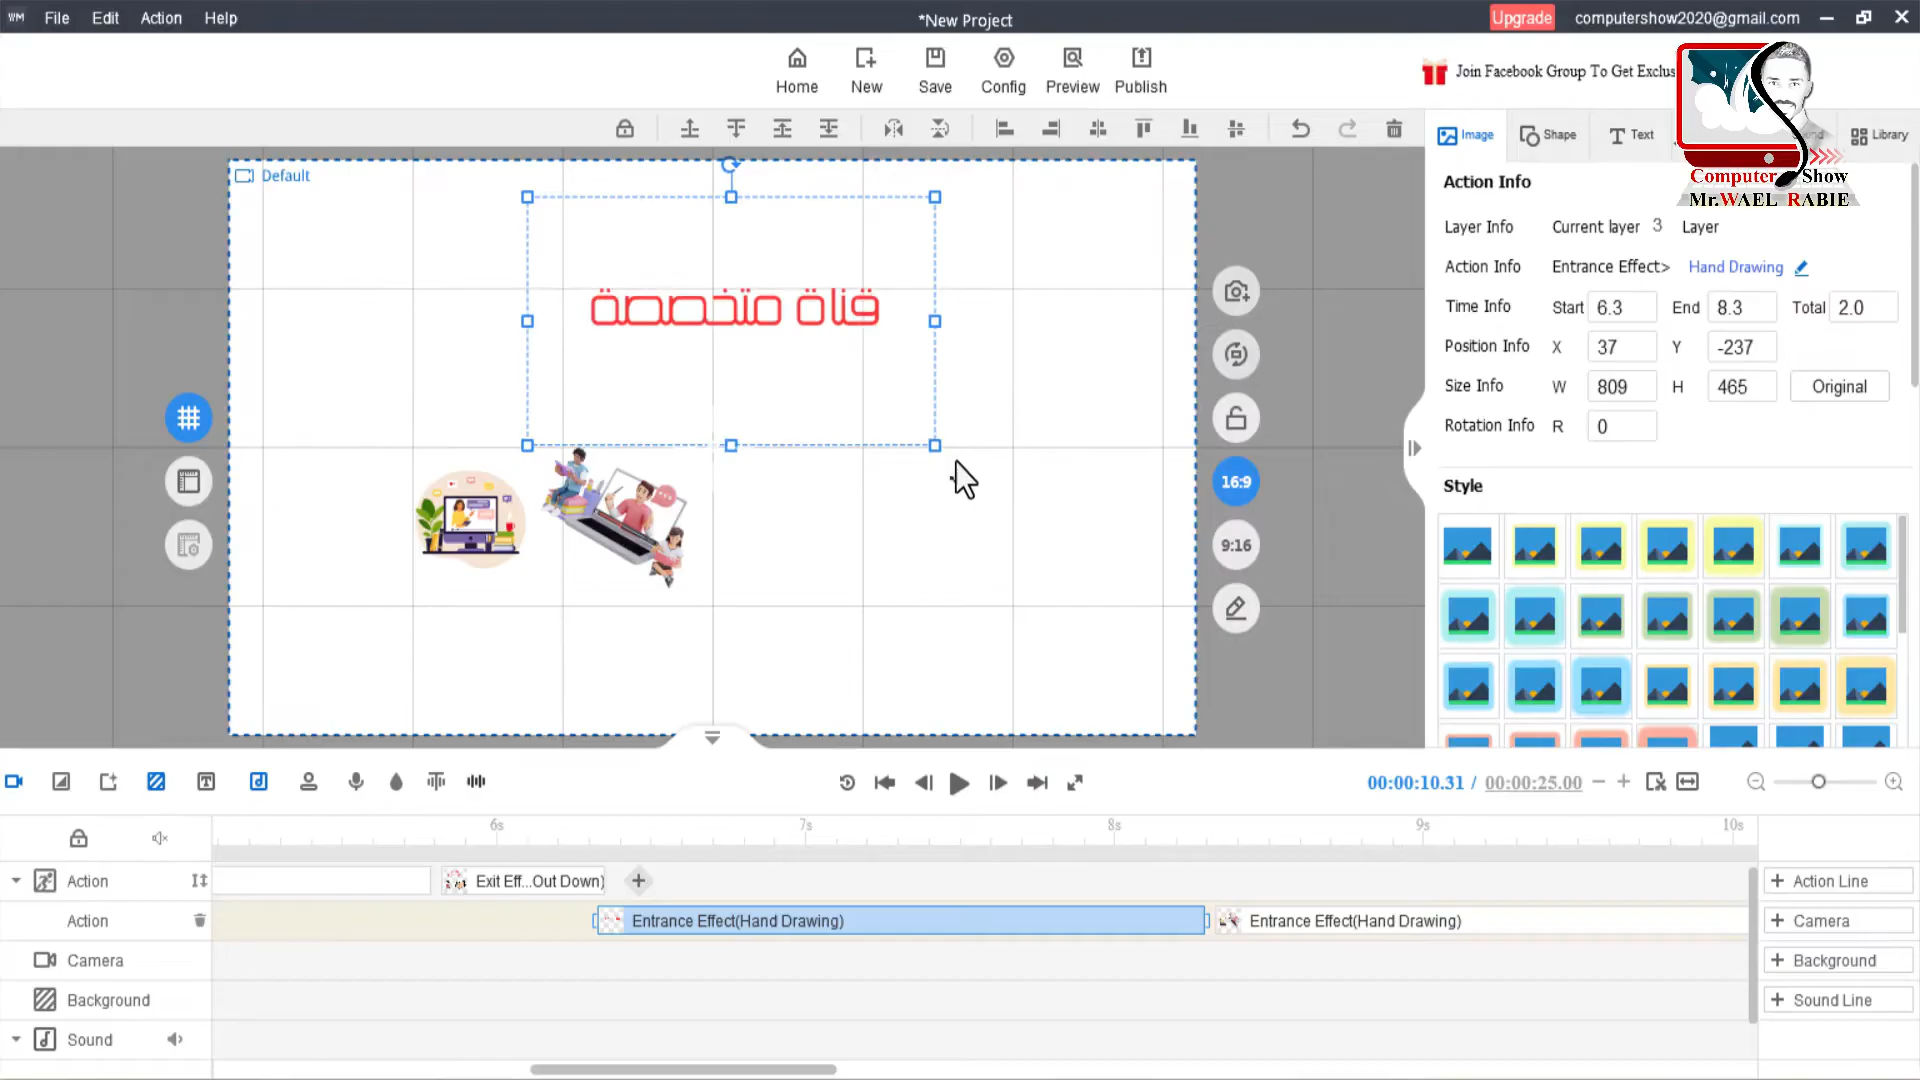 WM File Edit Action Help *New Project Upgrade computershow2020@gmail.com
Home New Save Config Preview Publish
Join Facebook Group To Get Exclus
Image Shape Text Library
Computer Show
Mr.WAEL RABIE
Default
قناة متخصصة
16:9
9:16
Action Info
Layer Info Current layer 3 Layer
Action Info Entrance Effect> Hand Drawing
Time Info Start 6.3 End 8.3 Total 2.0
Position Info X 37 Y -237
Size Info W 809 H 465 Original
Rotation Info R 0
Style
00:00:10.31 / 00:00:25.00
6s 7s 8s 9s 10s
Action Exit Eff...Out Down) + Action Line
Action Entrance Effect(Hand Drawing) Entrance Effect(Hand Drawing) + Camera
Camera + Background
Background + Sound Line
Sound